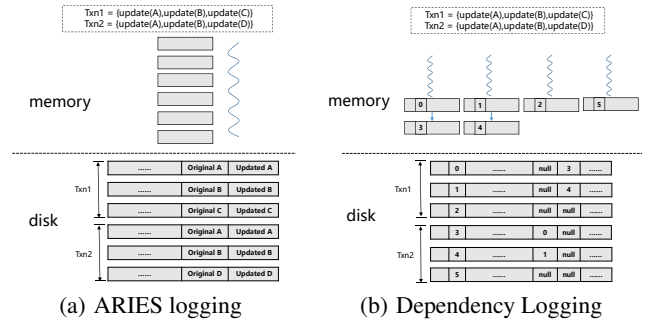 Txn1 = {update(A),update(B),update(C)}
Txn2 = {update(A),update(B),update(D)}
memory
disk
Txn1
...... Original A Updated A
...... Original B Updated B
...... Original C Updated C
Txn2
...... Original A Updated A
...... Original B Updated B
...... Original D Updated D
(a) ARIES logging
Txn1 = {update(A),update(B),update(C)}
Txn2 = {update(A),update(B),update(D)}
memory
0 1 2 5
3 4
disk
Txn1
0 ...... null 3 ......
1 ...... null 4 ......
2 ...... null null ......
Txn2
3 ...... 0 null ......
4 ...... 1 null ......
5 ...... null null ......
(b) Dependency Logging